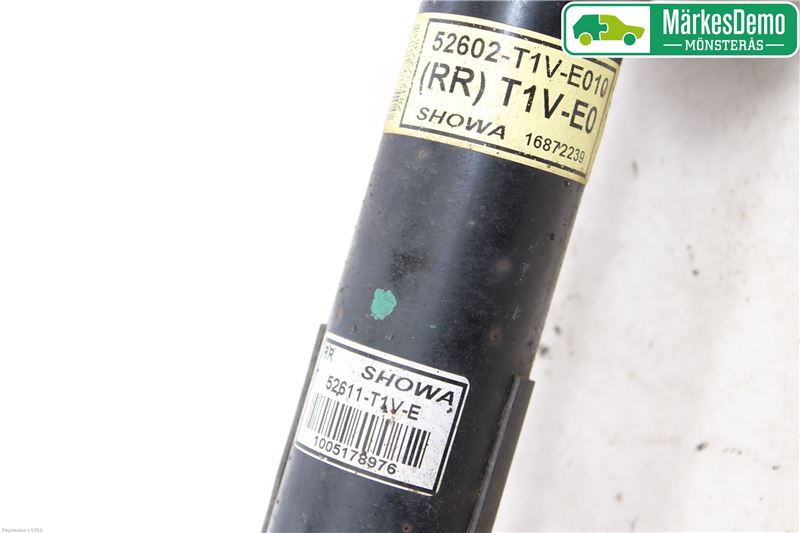 MärkesDemo
MÖNSTERÅS
52602-T1V-E010
(RR) T1V-E0
SHOWA 16872239
RR SHOWA
52611-T1V-E
1005178976